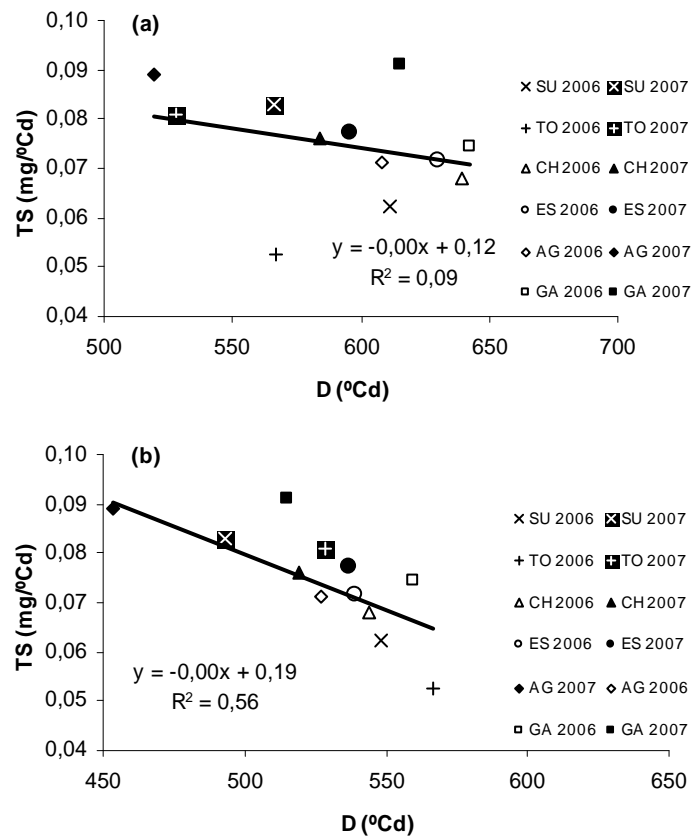 (a)
0,10
0,09
0,08
0,07
0,06
0,05
0,04
TS (mg/ºCd)
500 550 600 650 700
D (ºCd)
y = -0,00x + 0,12
R² = 0,09
SU 2006 SU 2007
TO 2006 TO 2007
CH 2006 CH 2007
ES 2006 ES 2007
AG 2006 AG 2007
GA 2006 GA 2007
(b)
0,10
0,09
0,08
0,07
0,06
0,05
0,04
TS (mg/ºCd)
450 500 550 600 650
D (ºCd)
y = -0,00x + 0,19
R² = 0,56
SU 2006 SU 2007
TO 2006 TO 2007
CH 2006 CH 2007
ES 2006 ES 2007
AG 2007 AG 2006
GA 2006 GA 2007